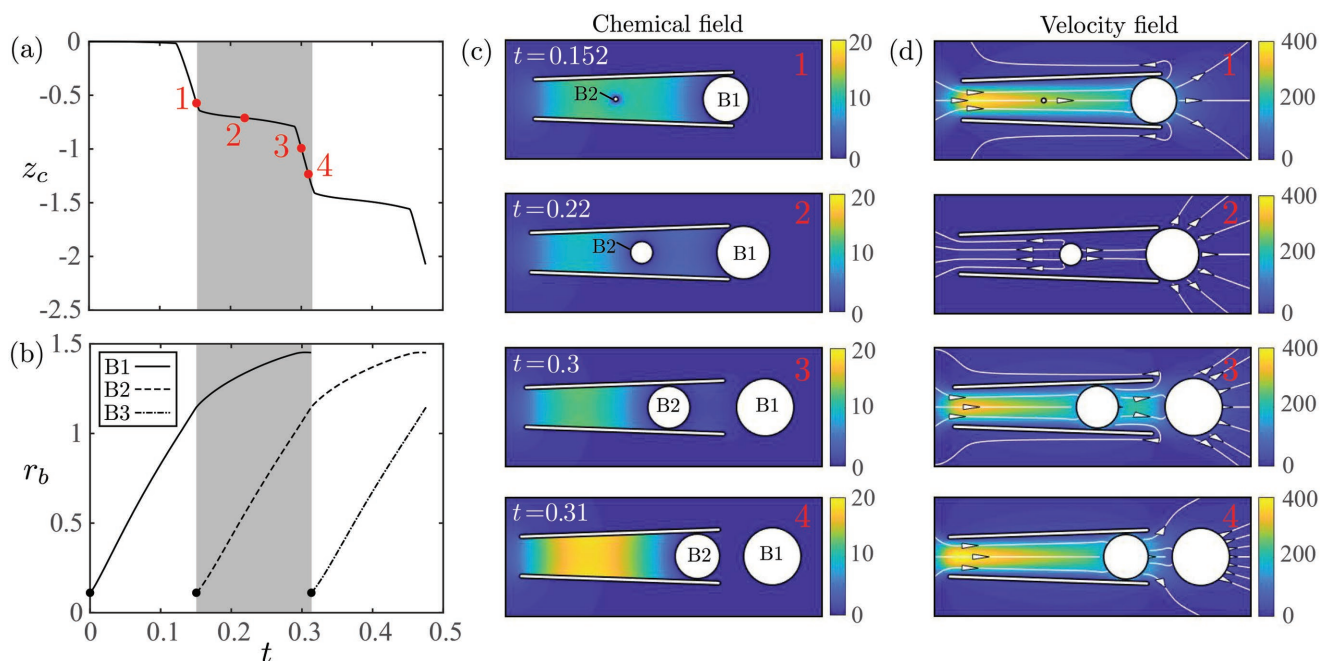 Chemical field
Velocity field
(a)
0
-0.5
-1
-1.5
-2
-2.5
z_c
1
2
3
4
(b)
1.5
1
0.5
0
r_b
B1
B2
B3
0
0.1
0.2
0.3
0.4
0.5
t
(c)
t=0.152
1
B2
B1
20
10
0
t=0.22
2
B2
B1
20
10
0
t=0.3
3
B2
B1
20
10
0
t=0.31
4
B2
B1
20
10
0
(d)
1
400
200
0
2
400
200
0
3
400
200
0
4
400
200
0